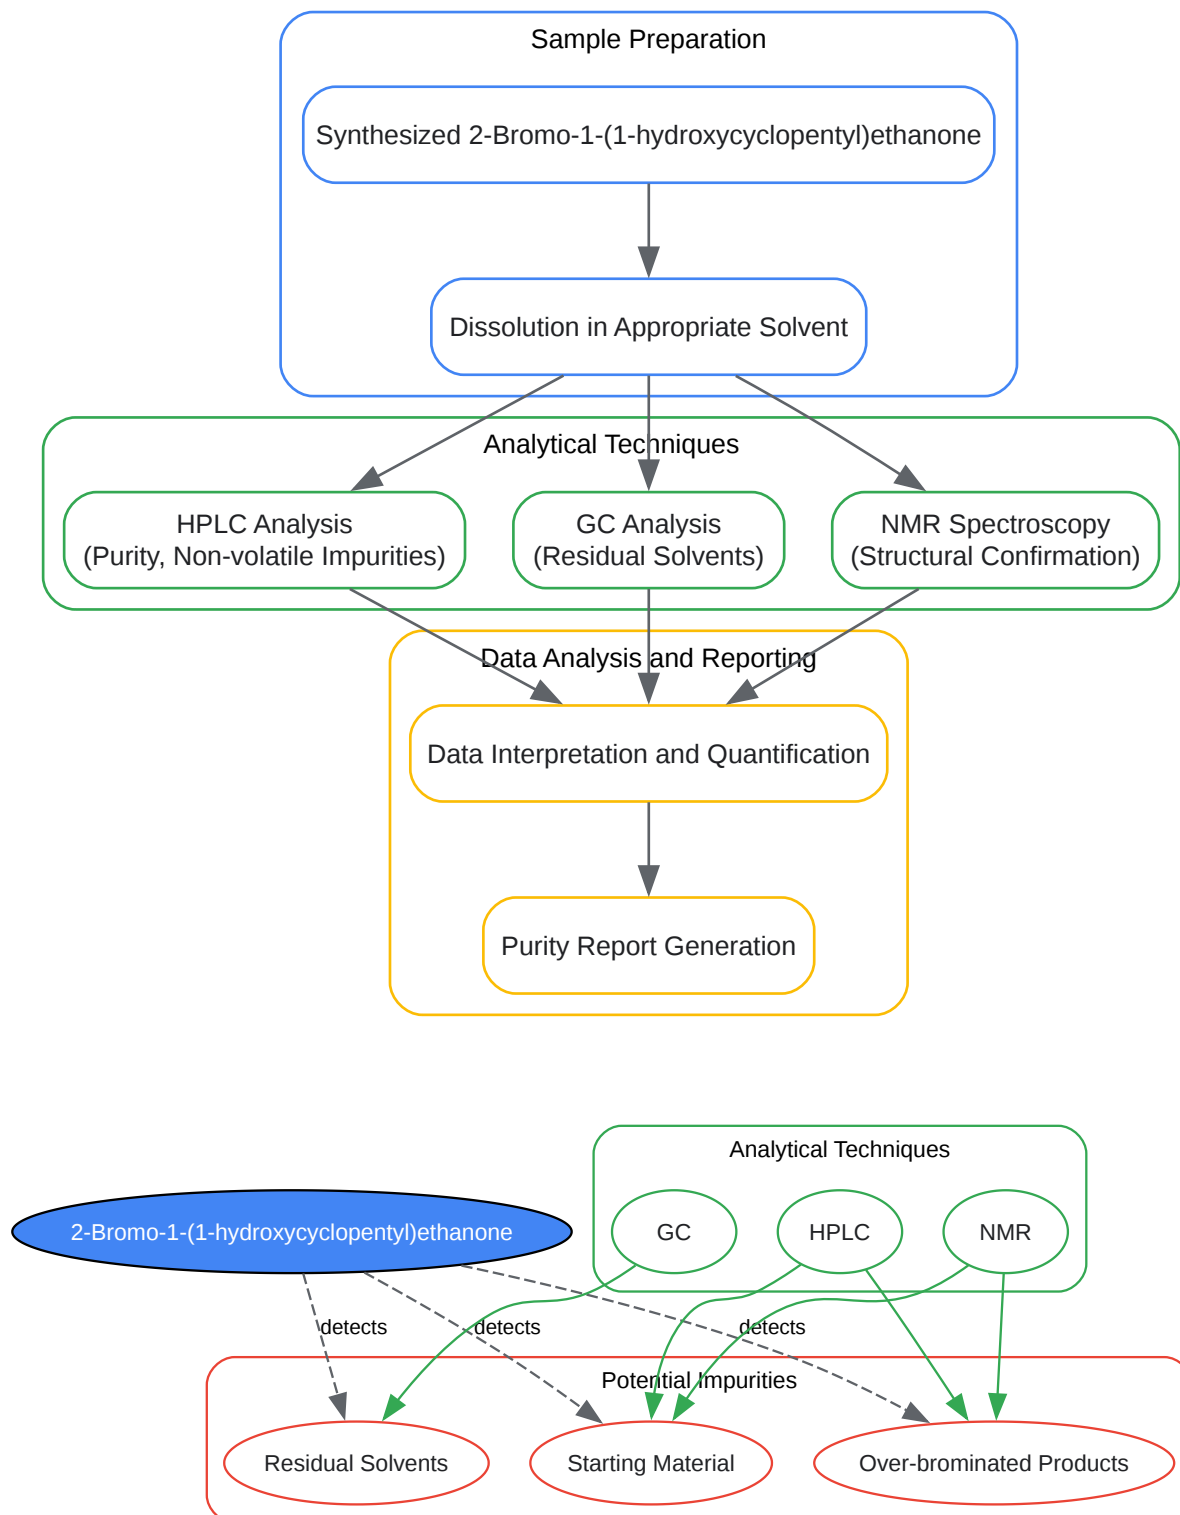 Sample Preparation
Synthesized 2-Bromo-1-(1-hydroxycyclopentyl)ethanone
Dissolution in Appropriate Solvent
Analytical Techniques
HPLC Analysis
(Purity, Non-volatile Impurities)
GC Analysis
(Residual Solvents)
NMR Spectroscopy
(Structural Confirmation)
Data Analysis and Reporting
Data Interpretation and Quantification
Purity Report Generation
Analytical Techniques
2-Bromo-1-(1-hydroxycyclopentyl)ethanone
GC
HPLC
NMR
detects
detects
detects
Potential Impurities
Residual Solvents
Starting Material
Over-brominated Products